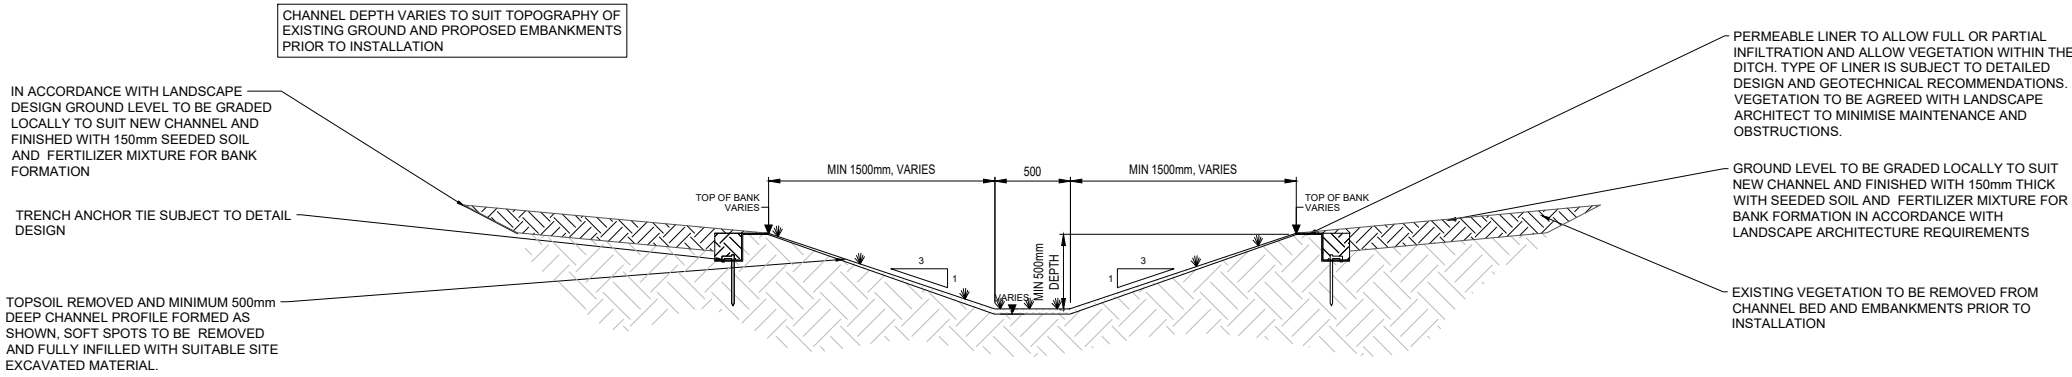 CHANNEL DEPTH VARIES TO SUIT TOPOGRAPHY OF
EXISTING GROUND AND PROPOSED EMBANKMENTS
PRIOR TO INSTALLATION
IN ACCORDANCE WITH LANDSCAPE
DESIGN GROUND LEVEL TO BE GRADED
LOCALLY TO SUIT NEW CHANNEL AND
FINISHED WITH 150mm SEEDED SOIL
AND FERTILIZER MIXTURE FOR BANK
FORMATION
TRENCH ANCHOR TIE SUBJECT TO DETAIL
DESIGN
TOPSOIL REMOVED AND MINIMUM 500mm
DEEP CHANNEL PROFILE FORMED AS
SHOWN, SOFT SPOTS TO BE REMOVED
AND FULLY INFILLED WITH SUITABLE SITE
EXCAVATED MATERIAL.
MIN 1500mm, VARIES
500
MIN 1500mm, VARIES
TOP OF BANK
VARIES
TOP OF BANK
VARIES
3
1
MIN 500mm
DEPTH
3
1
VARIES
PERMEABLE LINER TO ALLOW FULL OR PARTIAL
INFILTRATION AND ALLOW VEGETATION WITHIN THE
DITCH. TYPE OF LINER IS SUBJECT TO DETAILED
DESIGN AND GEOTECHNICAL RECOMMENDATIONS.
VEGETATION TO BE AGREED WITH LANDSCAPE
ARCHITECT TO MINIMISE MAINTENANCE AND
OBSTRUCTIONS.
GROUND LEVEL TO BE GRADED LOCALLY TO SUIT
NEW CHANNEL AND FINISHED WITH 150mm THICK
WITH SEEDED SOIL AND FERTILIZER MIXTURE FOR
BANK FORMATION IN ACCORDANCE WITH
LANDSCAPE ARCHITECTURE REQUIREMENTS
EXISTING VEGETATION TO BE REMOVED FROM
CHANNEL BED AND EMBANKMENTS PRIOR TO
INSTALLATION